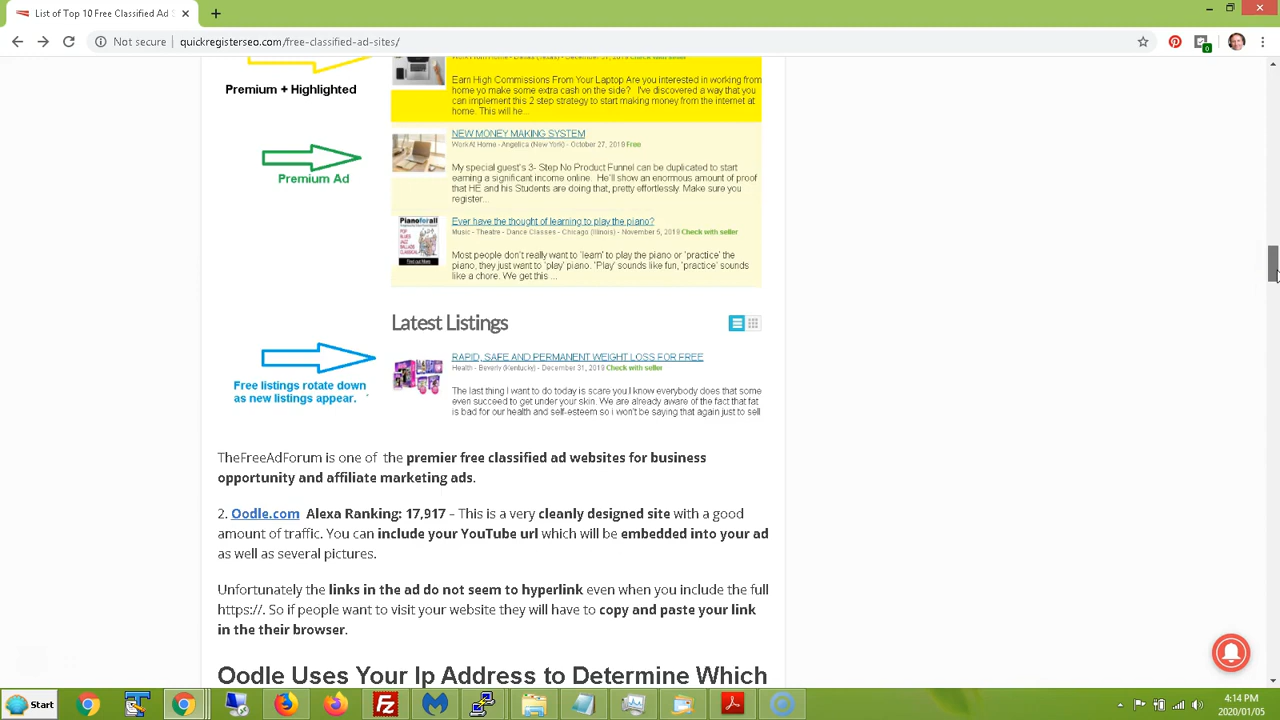 List of Top 10 Free Classified Ad
Not secure | quickregisterseo.com/free-classified-ad-sites/
0
Premium + Highlighted
Earn High Commissions From Your Laptop Are you interested in working from
home yo make some extra cash on the side? I've discovered a way that you
can implement this 2 step strategy to start making money from the internet at
home. This will he...
NEW MONEY MAKING SYSTEM
Work At Home - Angelica (New York) - October 27, 2019 Free
Premium Ad
My special guest's 3- Step No Product Funnel can be duplicated to start
earning a significant income online. He'll show an enormous amount of proof
that HE and his Students are doing that, pretty effortlessly. Make sure you
register...
Pianoforall
Ever have the thought of learning to play the piano?
Music - Theatre - Dance Classes - Chicago (Illinois) - November 5, 2019 Check with seller
Most people don't really want to 'learn' to play the piano or 'practice' the
piano, they just want to 'play' piano. 'Play' sounds like fun, 'practice' sounds
like a chore. We get this ...
Latest Listings
RAPID, SAFE AND PERMANENT WEIGHT LOSS FOR FREE
Health - Beverly (Kentucky) - December 31, 2019 Check with seller
Free listings rotate down
as new listings appear.
The last thing I want to do today is scare you I know everybody does that some
even succeed to get under your skin. We are already aware of the fact that fat
is bad for our health and self-esteem so i won't be saying that again just to sell
TheFreeAdForum is one of the premier free classified ad websites for business
opportunity and affiliate marketing ads.
2. Oodle.com Alexa Ranking: 17,917 – This is a very cleanly designed site with a good
amount of traffic. You can include your YouTube url which will be embedded into your ad
as well as several pictures.
Unfortunately the links in the ad do not seem to hyperlink even when you include the full
https://. So if people want to visit your website they will have to copy and paste your link
in the their browser.
Oodle Uses Your Ip Address to Determine Which
Start
4:14 PM
2020/01/05